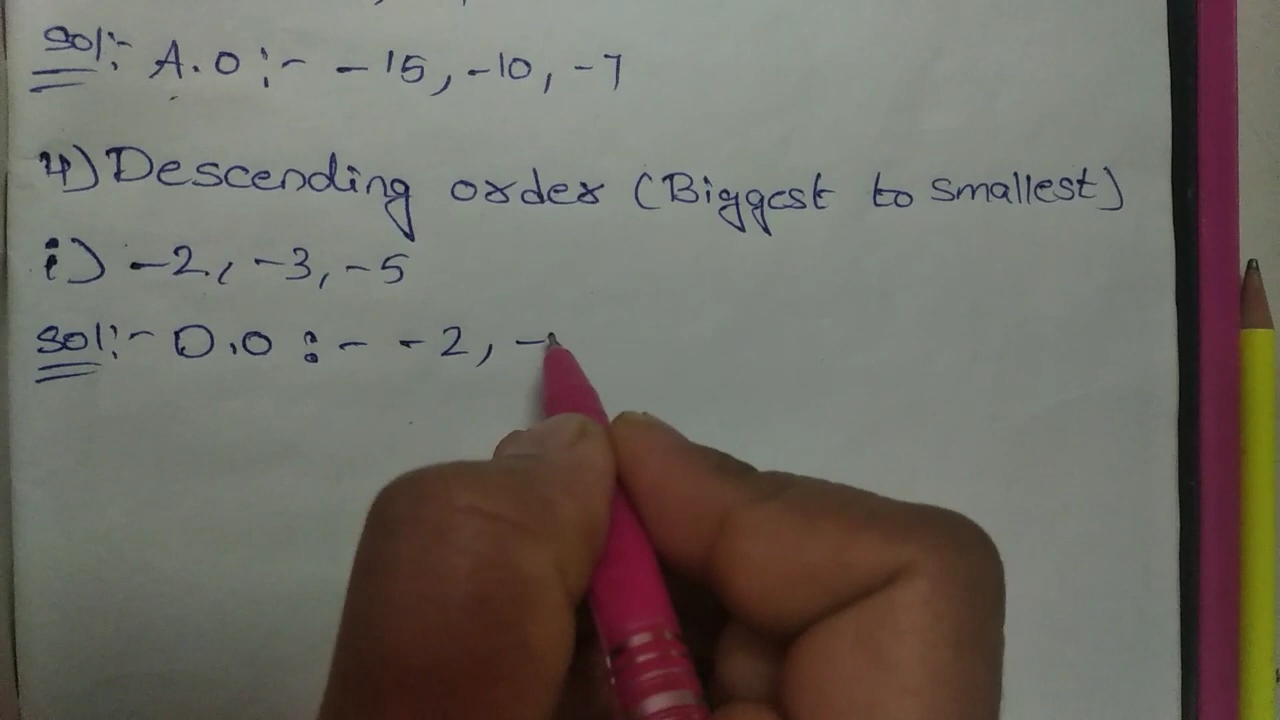 Sol:- A.O :- -15, -10, -7
4) Descending order (Biggest to smallest)
i) -2, -3, -5
Sol:- D.O :- -2, -